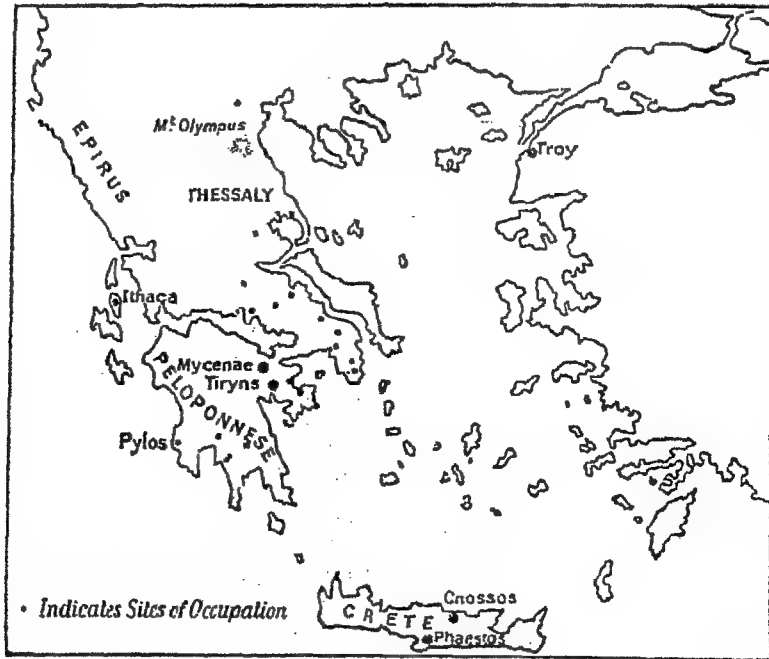 EPIRUS
Mt. Olympus
THESSALY
Troy
Ithaca
Mycenae
Tiryns
PELOPONNESE
Pylos
• Indicates Sites of Occupation
CRETE
Cnossos
Phaestos